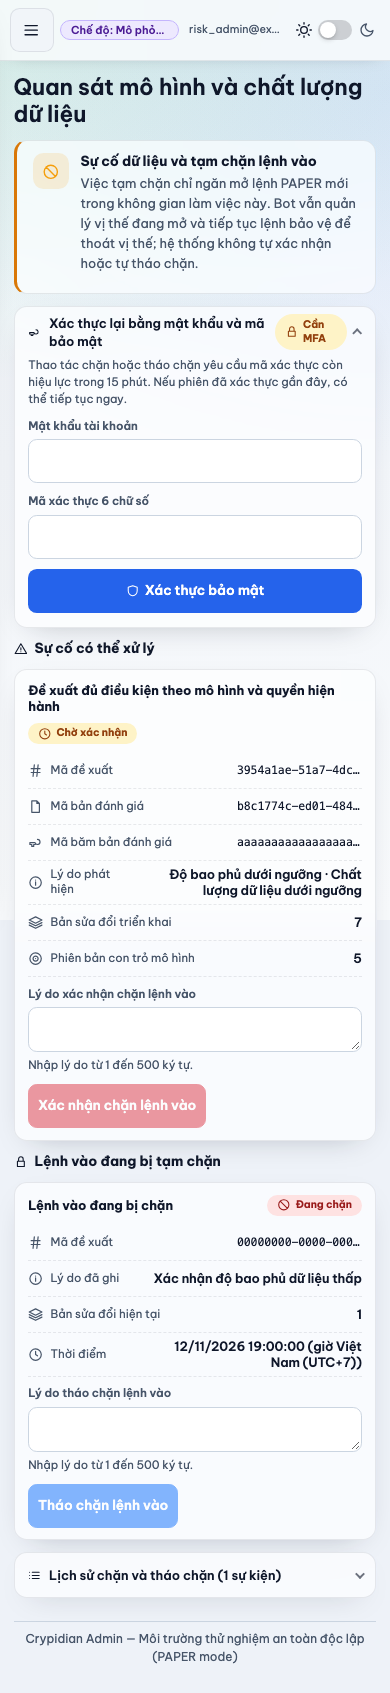 Chế độ: Mô phỏ...
risk_admin@ex...
Quan sát mô hình và chất lượng
dữ liệu
Sự cố dữ liệu và tạm chặn lệnh vào
Việc tạm chặn chỉ ngăn mở lệnh PAPER mới
trong không gian làm việc này. Bot vẫn quản
lý vị thế đang mở và tiếp tục lệnh bảo vệ để
thoát vị thế; hệ thống không tự xác nhận
hoặc tự tháo chặn.
Xác thực lại bằng mật khẩu và mã
bảo mật
Cần
MFA
Thao tác chặn hoặc tháo chặn yêu cầu mã xác thực còn
hiệu lực trong 15 phút. Nếu phiên đã xác thực gần đây, có
thể tiếp tục ngay.
Mật khẩu tài khoản
Mã xác thực 6 chữ số
Xác thực bảo mật
Sự cố có thể xử lý
Đề xuất đủ điều kiện theo mô hình và quyền hiện
hành
Chờ xác nhận
Mã đề xuất 3954a1ae-51a7-4dc…
Mã bản đánh giá b8c1774c-ed01-484…
Mã băm bản đánh giá aaaaaaaaaaaaaaaaa…
Lý do phát
hiện
Độ bao phủ dưới ngưỡng · Chất
lượng dữ liệu dưới ngưỡng
Bản sửa đổi triển khai 7
Phiên bản con trỏ mô hình 5
Lý do xác nhận chặn lệnh vào
Nhập lý do từ 1 đến 500 ký tự.
Xác nhận chặn lệnh vào
Lệnh vào đang bị tạm chặn
Lệnh vào đang bị chặn
Đang chặn
Mã đề xuất 00000000-0000-000…
Lý do đã ghi Xác nhận độ bao phủ dữ liệu thấp
Bản sửa đổi hiện tại 1
Thời điểm
12/11/2026 19:00:00 (giờ Việt
Nam (UTC+7))
Lý do tháo chặn lệnh vào
Nhập lý do từ 1 đến 500 ký tự.
Tháo chặn lệnh vào
Lịch sử chặn và tháo chặn (1 sự kiện)
Crypidian Admin — Môi trường thử nghiệm an toàn độc lập
(PAPER mode)